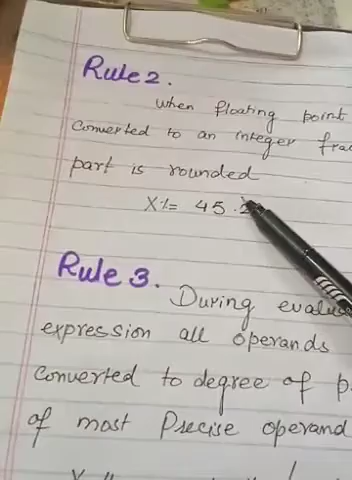 Rule 2.
When floating point
converted to an integer
part is rounded
X%= 45.
Rule 3.
During
expression all operands
converted to degree of
of most Precise operand